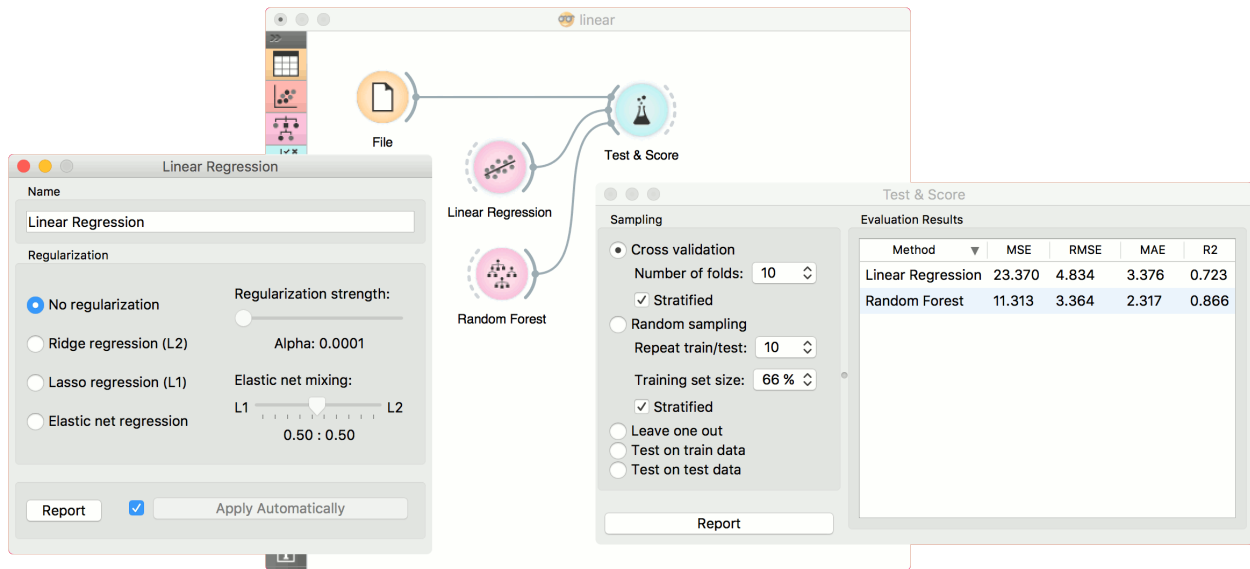 linear
File
Test & Score
Linear Regression
Random Forest
Linear Regression
Name
Linear Regression
Regularization
No regularization
Ridge regression (L2)
Lasso regression (L1)
Elastic net regression
Regularization strength:
Alpha: 0.0001
Elastic net mixing:
L1 L2
0.50 : 0.50
Report
Apply Automatically
Test & Score
Sampling
Cross validation
Number of folds: 10
Stratified
Random sampling
Repeat train/test: 10
Training set size: 66 %
Stratified
Leave one out
Test on train data
Test on test data
Report
Evaluation Results
Method MSE RMSE MAE R2
Linear Regression 23.370 4.834 3.376 0.723
Random Forest 11.313 3.364 2.317 0.866